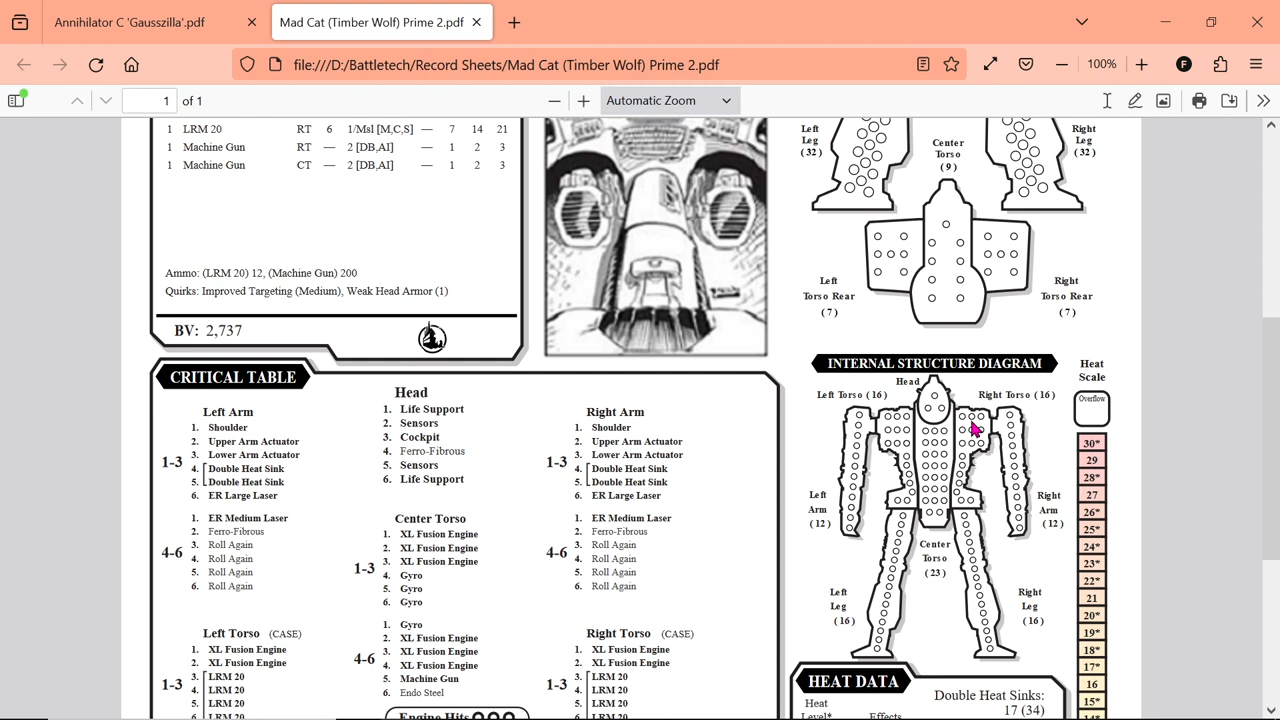 Annihilator C 'Gausszilla'.pdf
Mad Cat (Timber Wolf) Prime 2.pdf
file:///D:/Battletech/Record Sheets/Mad Cat (Timber Wolf) Prime 2.pdf
100%
F
1 of 1
Automatic Zoom
1 LRM 20 RT 6 1/Msl [M,C,S] — 7 14 21
1 Machine Gun RT — 2 [DB,AI] — 1 2 3
1 Machine Gun CT — 2 [DB,AI] — 1 2 3
Ammo: (LRM 20) 12, (Machine Gun) 200
Quirks: Improved Targeting (Medium), Weak Head Armor (1)
BV: 2,737
Left
Leg
(32)
Center
Torso
(9)
Right
Leg
(32)
Left
Torso Rear
(7)
Right
Torso Rear
(7)
CRITICAL TABLE
Left Arm
1-3
1. Shoulder
2. Upper Arm Actuator
3. Lower Arm Actuator
4. Double Heat Sink
5. Double Heat Sink
6. ER Large Laser
4-6
1. ER Medium Laser
2. Ferro-Fibrous
3. Roll Again
4. Roll Again
5. Roll Again
6. Roll Again
Left Torso (CASE)
1-3
1. XL Fusion Engine
2. XL Fusion Engine
3. LRM 20
4. LRM 20
5. LRM 20
6. LRM 20
Head
1. Life Support
2. Sensors
3. Cockpit
4. Ferro-Fibrous
5. Sensors
6. Life Support
Center Torso
1-3
1. XL Fusion Engine
2. XL Fusion Engine
3. XL Fusion Engine
4. Gyro
5. Gyro
6. Gyro
4-6
1. Gyro
2. XL Fusion Engine
3. XL Fusion Engine
4. XL Fusion Engine
5. Machine Gun
6. Endo Steel
Engine Hits
Right Arm
1-3
1. Shoulder
2. Upper Arm Actuator
3. Lower Arm Actuator
4. Double Heat Sink
5. Double Heat Sink
6. ER Large Laser
4-6
1. ER Medium Laser
2. Ferro-Fibrous
3. Roll Again
4. Roll Again
5. Roll Again
6. Roll Again
Right Torso (CASE)
1-3
1. XL Fusion Engine
2. XL Fusion Engine
3. LRM 20
4. LRM 20
5. LRM 20
6. LRM 20
INTERNAL STRUCTURE DIAGRAM
Head
Left Torso (16)
Right Torso (16)
Left
Arm
(12)
Right
Arm
(12)
Center
Torso
(23)
Left
Leg
(16)
Right
Leg
(16)
Heat
Scale
Overflow
30*
29
28*
27
26*
25*
24*
23*
22*
21
20*
19*
18*
17*
16
15*
14*
HEAT DATA
Heat
Level* Effects
Double Heat Sinks:
17 (34)